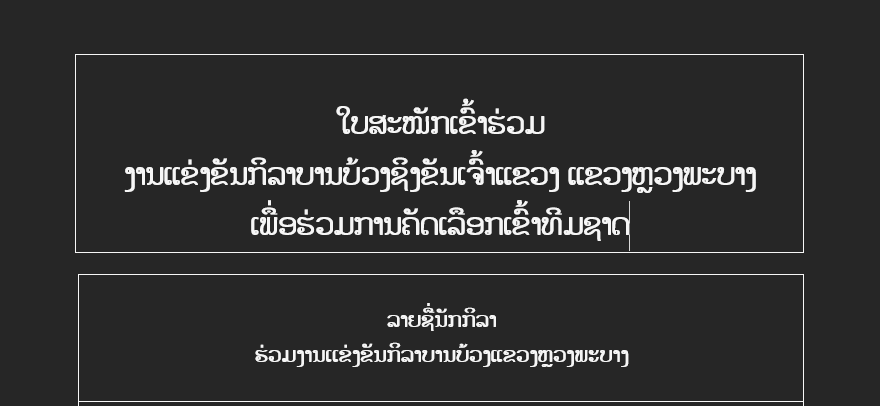 ໃບສະໝັກເຂົ້າຮ່ວມ
ງານແຂ່ງຂັນກິລາບານບ້ວງຊິງຂັນເຈົ້າແຂວງ ແຂວງຫຼວງພະບາງ
ເພື່ອຮ່ວມການຄັດເລືອກເຂົ້າທີມຊາດ
ລາຍຊື່ນັກກິລາ
ຮ່ວມງານແຂ່ງຂັນກິລາບານບ້ວງແຂວງຫຼວງພະບາງ